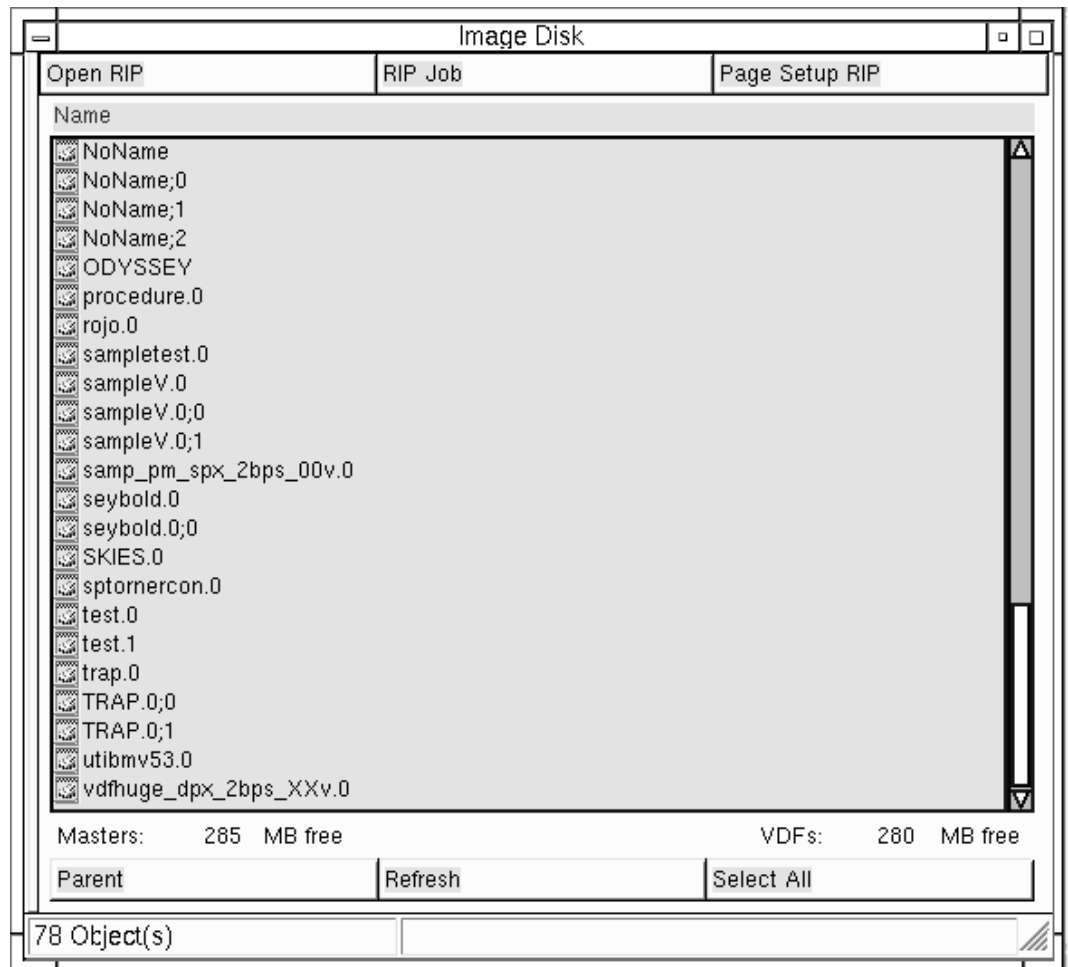 Image Disk
Open RIP RIP Job Page Setup RIP
Name
NoName
NoName;0
NoName;1
NoName;2
ODYSSEY
procedure.0
rojo.0
sampletest.0
sampleV.0
sampleV.0;0
sampleV.0;1
samp_pm_spx_2bps_00v.0
seybold.0
seybold.0;0
SKIES.0
sptornercon.0
test.0
test.1
trap.0
TRAP.0;0
TRAP.0;1
utibmv53.0
vdfhuge_dpx_2bps_XXv.0
Masters: 285 MB free VDFs: 280 MB free
Parent Refresh Select All
78 Object(s)